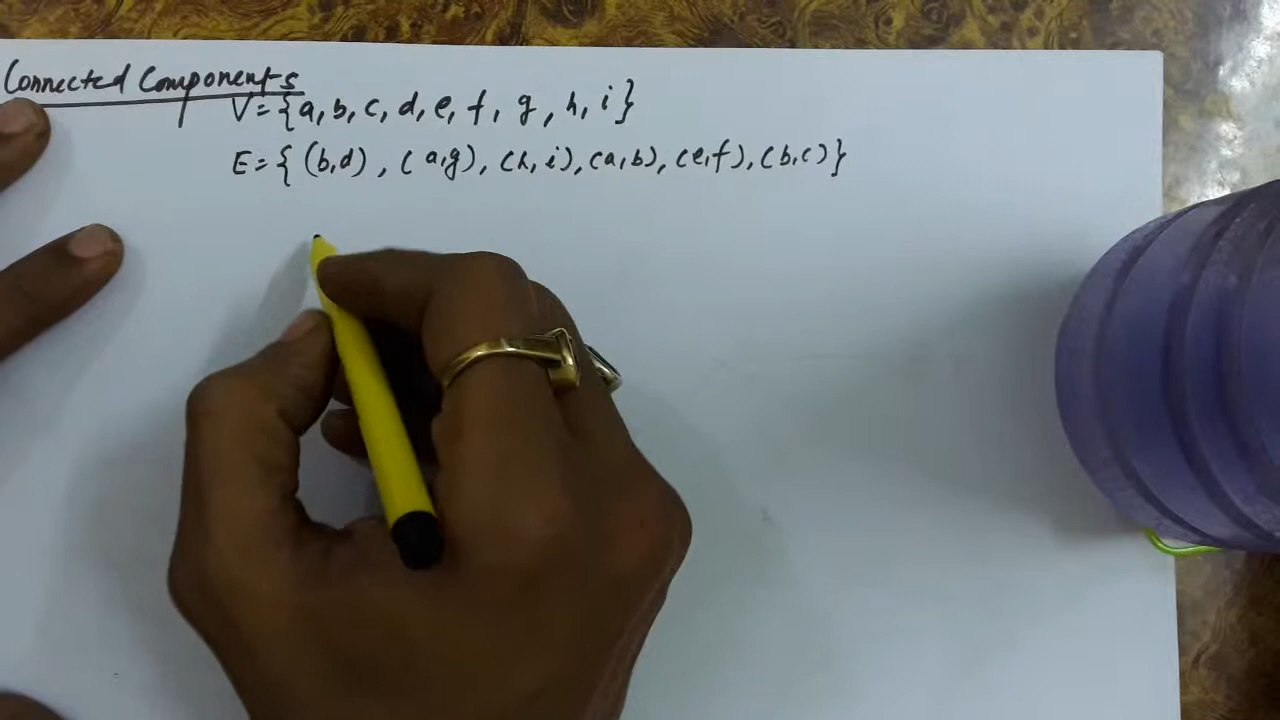 Connected Components
V = {a, b, c, d, e, f, g, h, i}
E = { (b,d) , (a,g), (h, i), (a,b), (e,f), (b,c) }